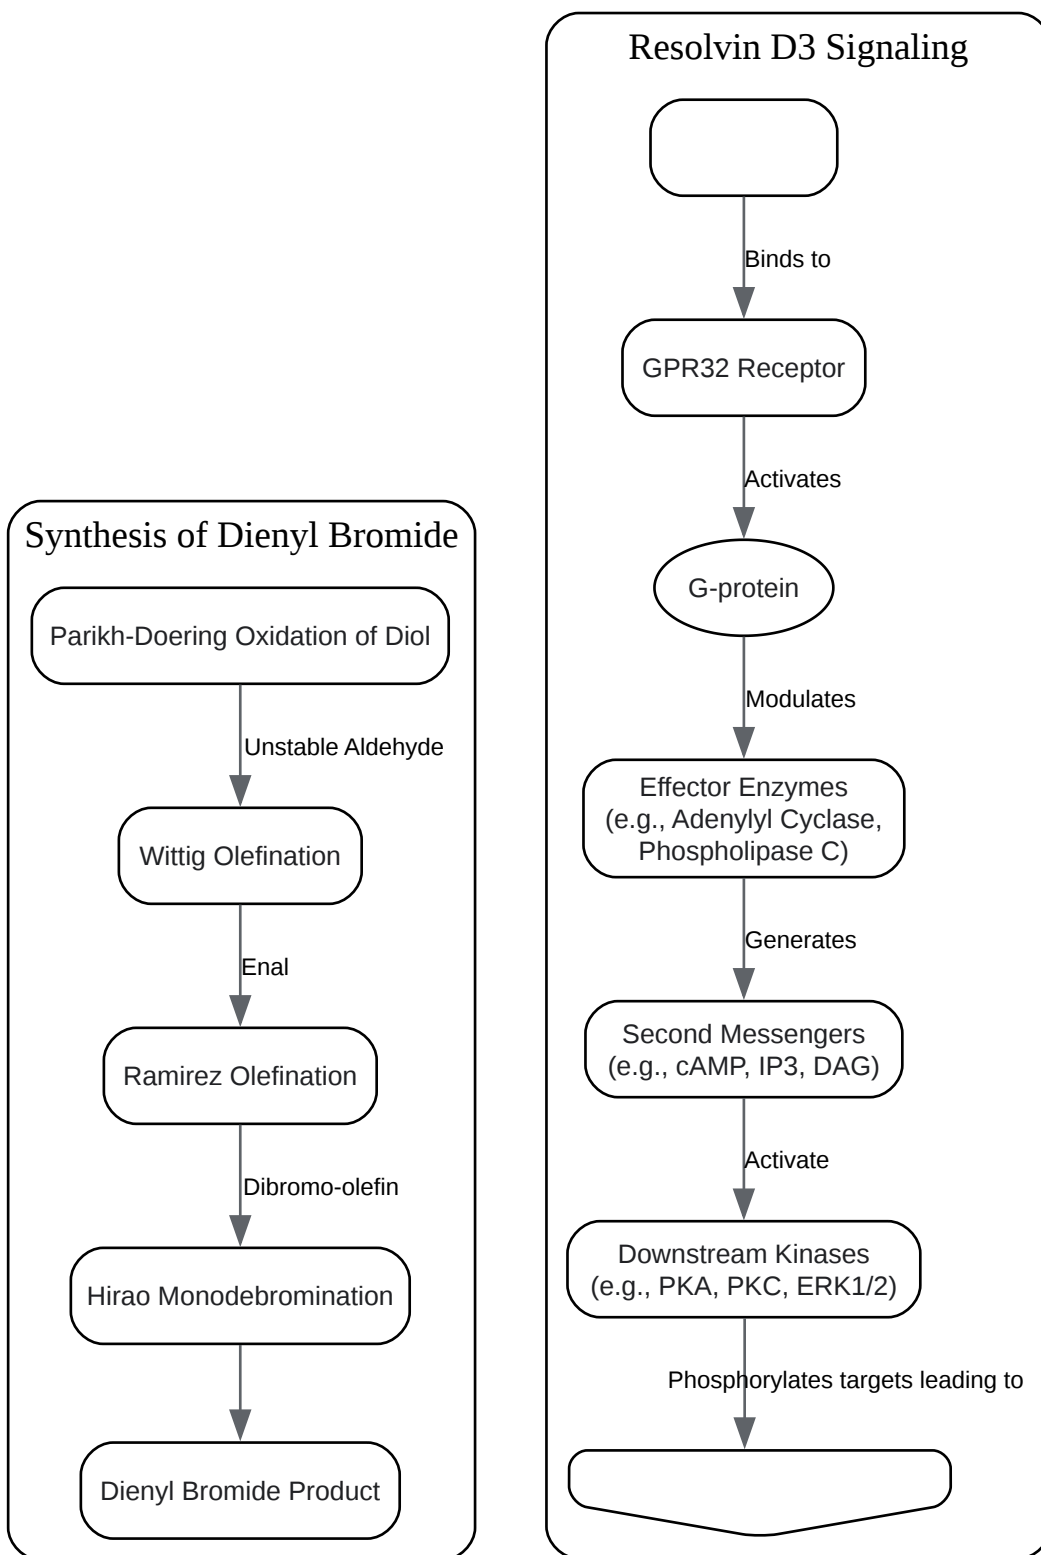 Synthesis of Dienyl Bromide
Parikh-Doering Oxidation of Diol
Unstable Aldehyde
Wittig Olefination
Enal
Ramirez Olefination
Dibromo-olefin
Hirao Monodebromination
Dienyl Bromide Product
Resolvin D3 Signaling
Binds to
GPR32 Receptor
Activates
G-protein
Modulates
Effector Enzymes
(e.g., Adenylyl Cyclase,
Phospholipase C)
Generates
Second Messengers
(e.g., cAMP, IP3, DAG)
Activate
Downstream Kinases
(e.g., PKA, PKC, ERK1/2)
Phosphorylates targets leading to